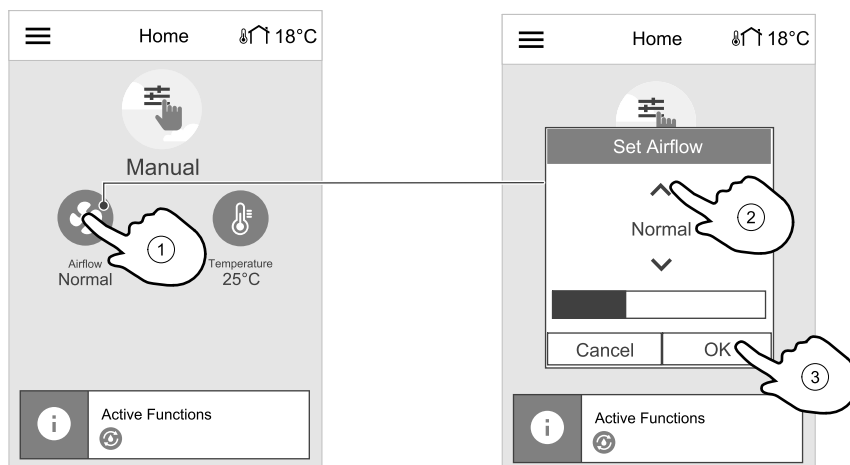 Home 18°C
Manual
Airflow
Normal
Temperature
25°C
1
i
Active Functions
Home 18°C
Set Airflow
Normal
2
Cancel OK
3
i
Active Functions